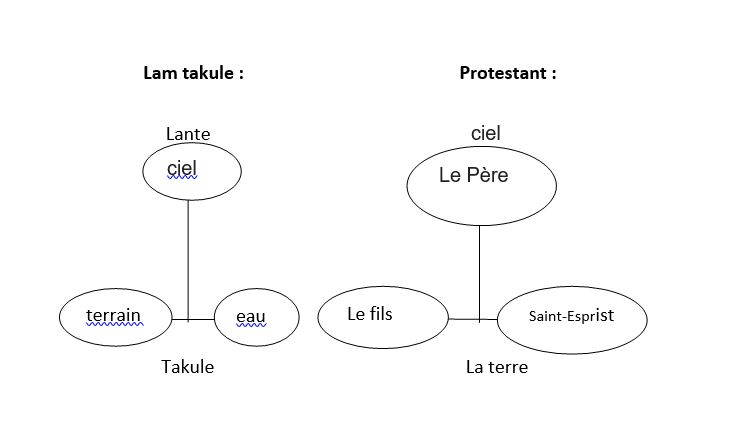 Lam takule :
Lante
ciel
terrain
eau
Takule
Protestant :
ciel
Le Père
Le fils
Saint-Esprist
La terre